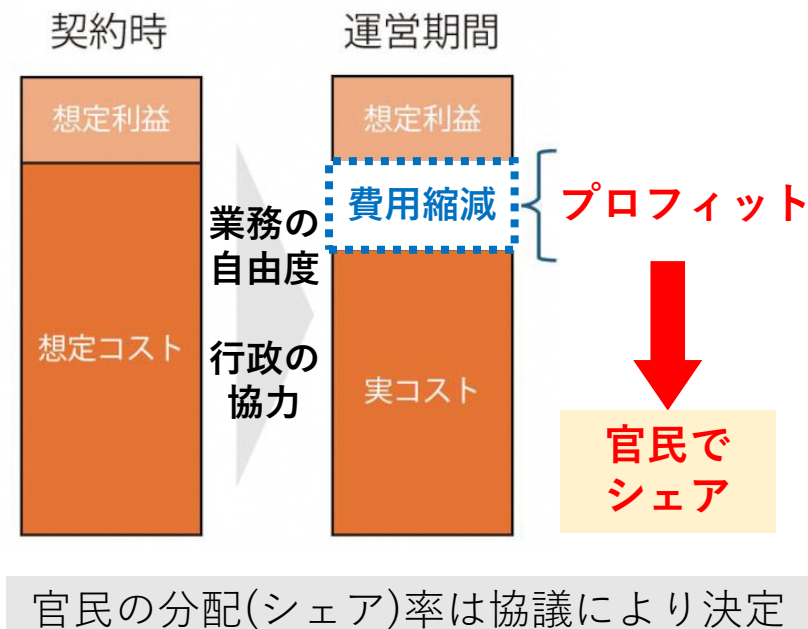 契約時
運営期間
想定利益
想定利益
費用縮減
プロフィット
業務の
自由度
想定コスト
行政の
協力
実コスト
官民で
シェア
官民の分配(シェア)率は協議により決定